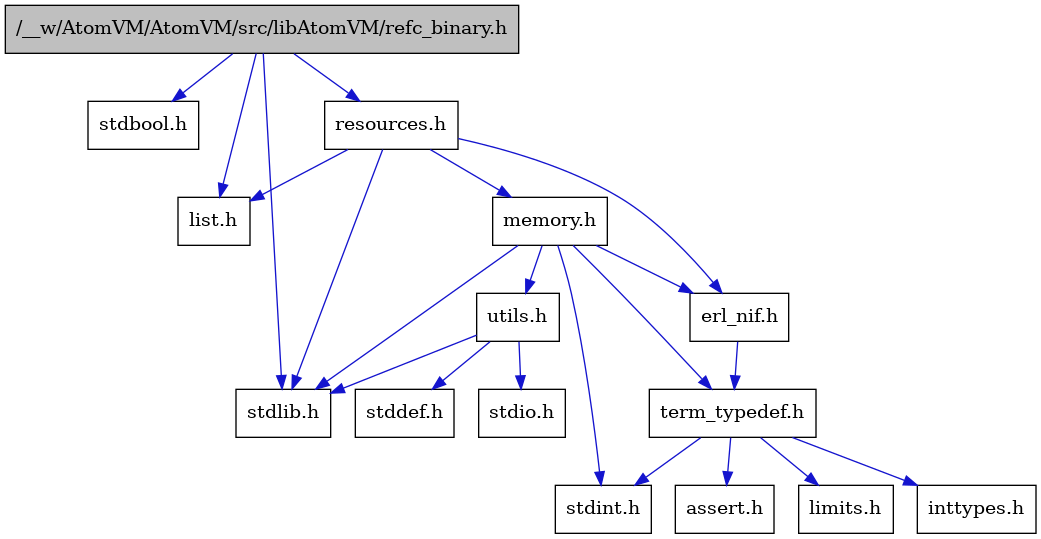 /__w/AtomVM/AtomVM/src/libAtomVM/refc_binary.h
stdbool.h
resources.h
list.h
memory.h
utils.h
erl_nif.h
stdlib.h
stddef.h
stdio.h
term_typedef.h
stdint.h
assert.h
limits.h
inttypes.h